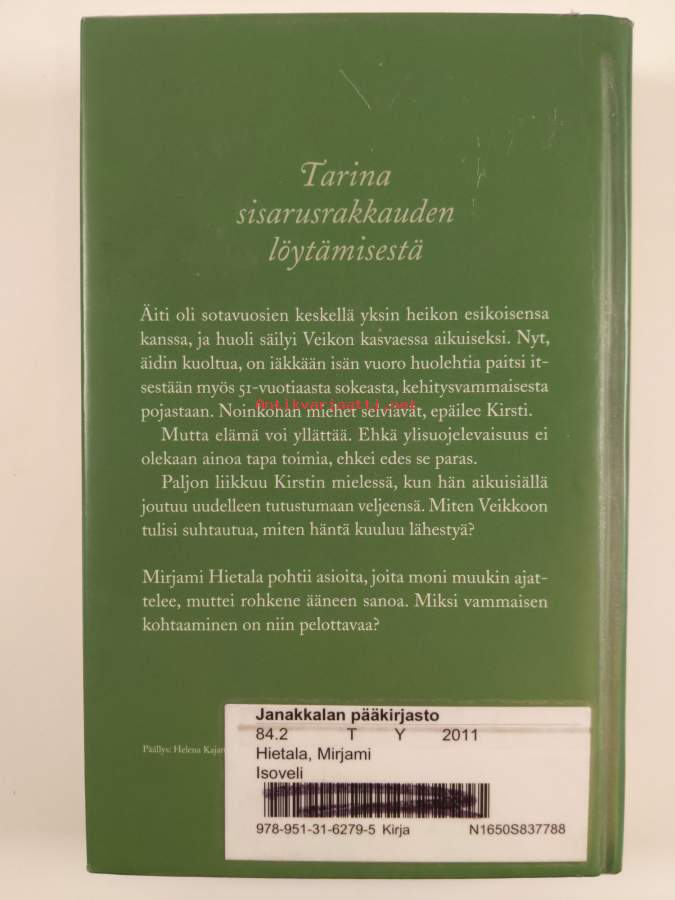 Tarina
sisarusrakkauden
löytämisestä
Äiti oli sotavuosien keskellä yksin heikon esikoisensa
kanssa, ja huoli säilyi Veikon kasvaessa aikuiseksi. Nyt,
äidin kuoltua, on iäkkään isän vuoro huolehtia paitsi it-
sestään myös 51-vuotiaasta sokeasta, kehitysvammaisesta
pojastaan. Noinkohan miehet selviävät, epäilee Kirsti.
Antikvariaatti.net
Mutta elämä voi yllättää. Ehkä ylisuojelevaisuus ei
olekaan ainoa tapa toimia, ehkei edes se paras.
Paljon liikkuu Kirstin mielessä, kun hän aikuisiällä
joutuu uudelleen tutustumaan veljeensä. Miten Veikkoon
tulisi suhtautua, miten häntä kuuluu lähestyä?
Mirjami Hietala pohtii asioita, joita moni muukin ajat-
telee, muttei rohkene ääneen sanoa. Miksi vammaisen
kohtaaminen on niin pelottavaa?
Päällys: Helena Kajan
Janakkalan pääkirjasto
84.2 T Y 2011
Hietala, Mirjami
Isoveli
978-951-31-6279-5 Kirja N1650S837788